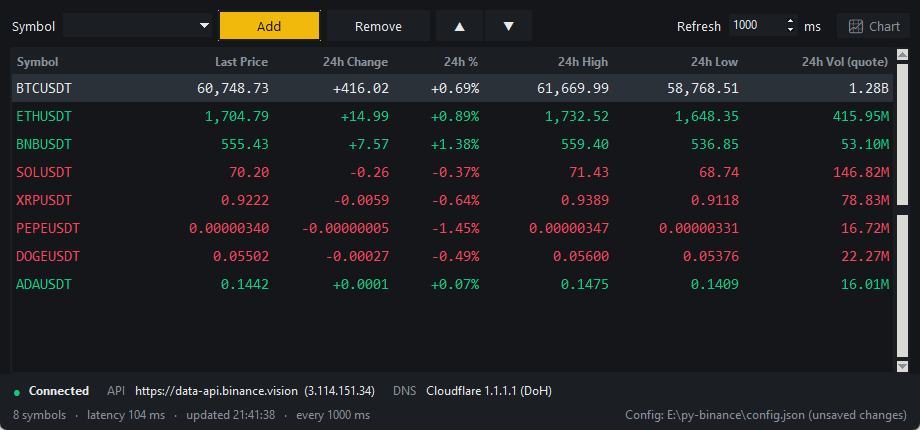 Symbol Add Remove ▲ ▼ Refresh 1000 ms Chart
Symbol Last Price 24h Change 24h % 24h High 24h Low 24h Vol (quote)
BTCUSDT 60,748.73 +416.02 +0.69% 61,669.99 58,768.51 1.28B
ETHUSDT 1,704.79 +14.99 +0.89% 1,732.52 1,648.35 415.95M
BNBUSDT 555.43 +7.57 +1.38% 559.40 536.85 53.10M
SOLUSDT 70.20 -0.26 -0.37% 71.43 68.74 146.82M
XRPUSDT 0.9222 -0.0059 -0.64% 0.9389 0.9118 78.83M
PEPEUSDT 0.00000340 -0.00000005 -1.45% 0.00000347 0.00000331 16.72M
DOGEUSDT 0.05502 -0.00027 -0.49% 0.05600 0.05376 22.27M
ADAUSDT 0.1442 +0.0001 +0.07% 0.1475 0.1409 16.01M
● Connected API https://data-api.binance.vision (3.114.151.34) DNS Cloudflare 1.1.1.1 (DoH)
8 symbols · latency 104 ms · updated 21:41:38 · every 1000 ms Config: E:\py-binance\config.json (unsaved changes)